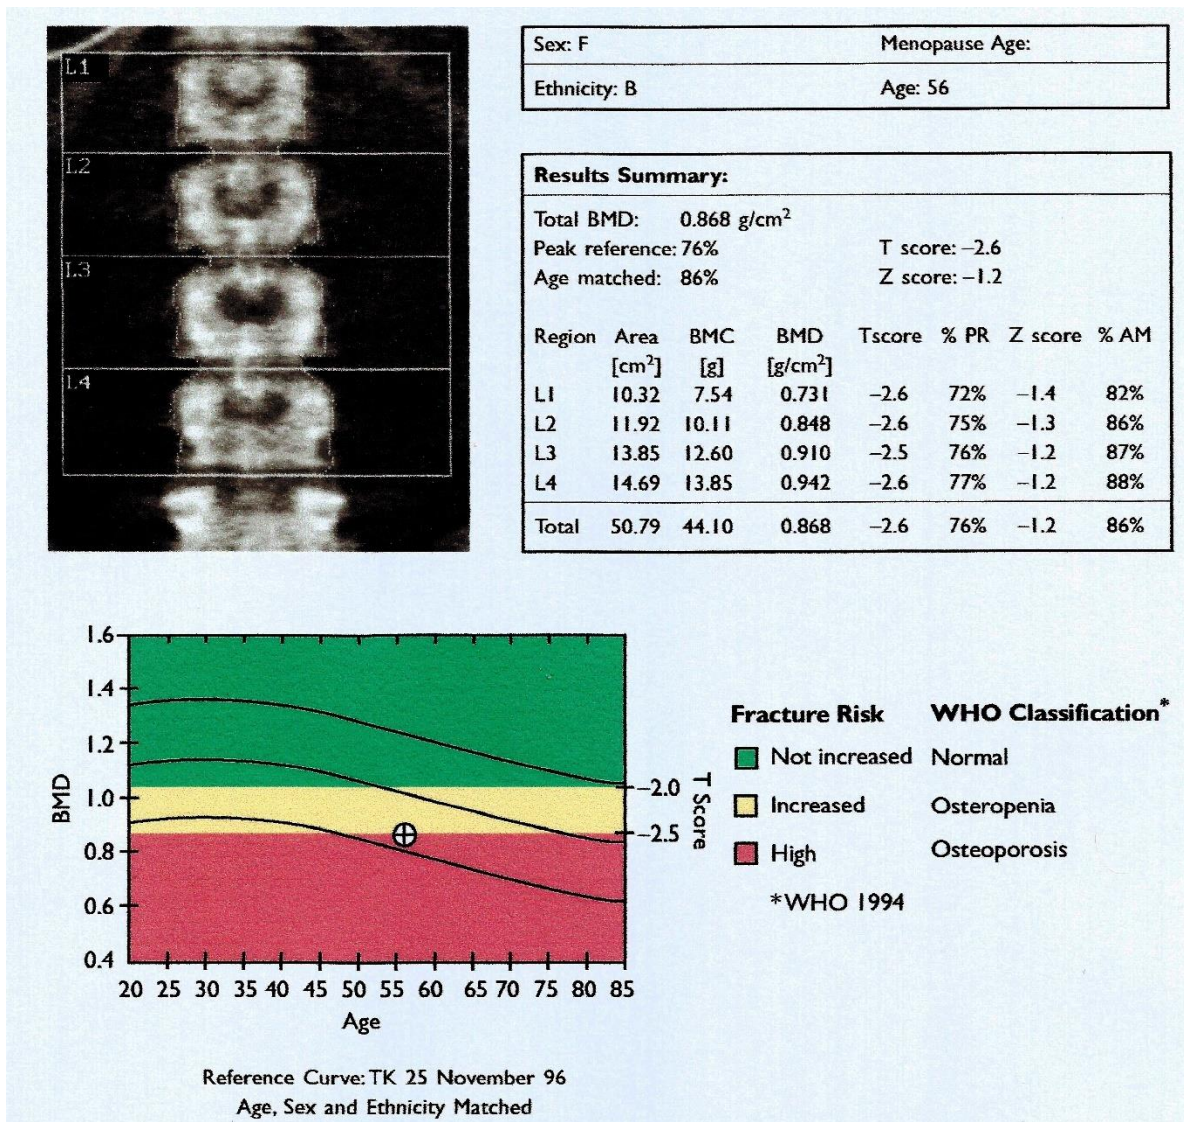 L1
L2
L3
L4
Sex: F Menopause Age:
Ethnicity: B Age: 56
Results Summary:
Total BMD: 0.868 g/cm²
Peak reference: 76% T score: –2.6
Age matched: 86% Z score: –1.2
Region Area BMC BMD Tscore % PR Z score % AM
[cm²] [g] [g/cm²]
L1 10.32 7.54 0.731 –2.6 72% –1.4 82%
L2 11.92 10.11 0.848 –2.6 75% –1.3 86%
L3 13.85 12.60 0.910 –2.5 76% –1.2 87%
L4 14.69 13.85 0.942 –2.6 77% –1.2 88%
Total 50.79 44.10 0.868 –2.6 76% –1.2 86%
BMD
1.6
1.4
1.2
1.0
0.8
0.6
0.4
20 25 30 35 40 45 50 55 60 65 70 75 80 85
Age
–2.0
–2.5
T Score
Fracture Risk WHO Classification*
Not increased Normal
Increased Osteropenia
High Osteoporosis
*WHO 1994
Reference Curve: TK 25 November 96
Age, Sex and Ethnicity Matched